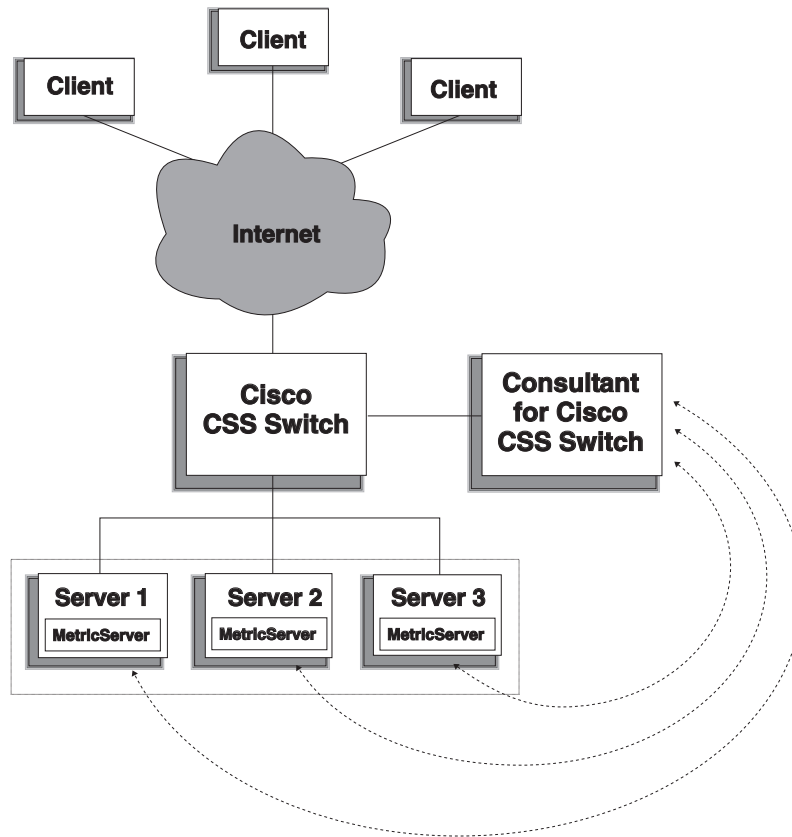 Client
Client
Client
Internet
Cisco
CSS Switch
Consultant
for Cisco
CSS Switch
Server 1
MetricServer
Server 2
MetricServer
Server 3
MetricServer